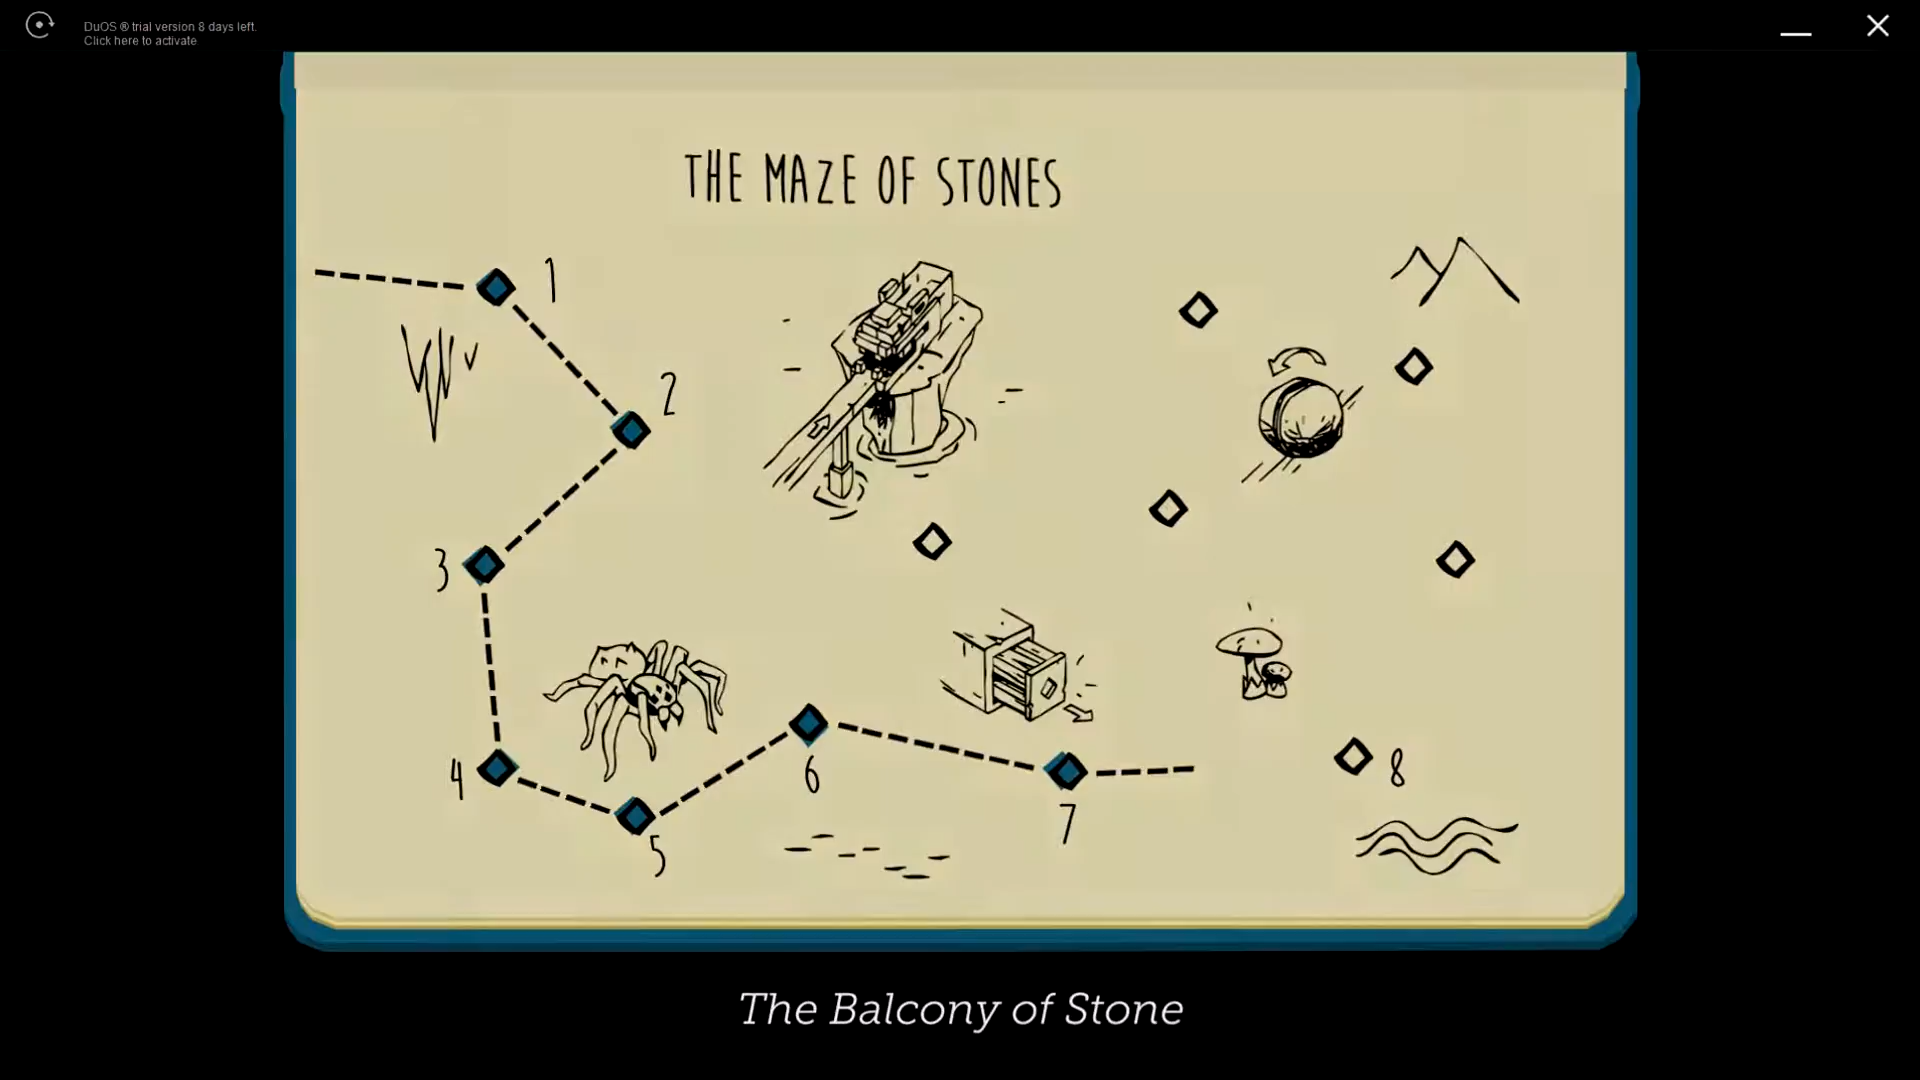 DuOS ® trial version 8 days left.
Click here to activate
THE MAZE OF STONES
1
2
3
4
5
6
7
8
The Balcony of Stone